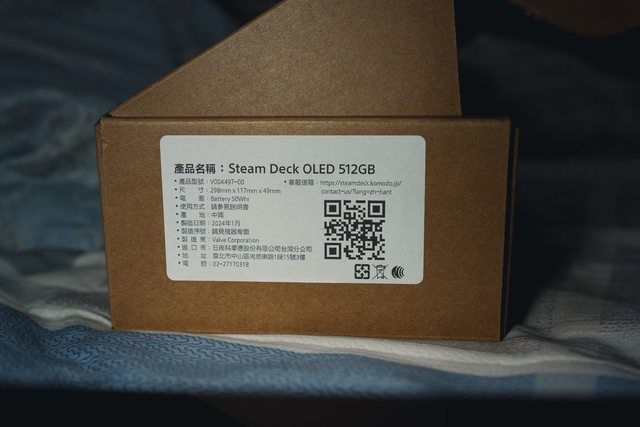 產品名稱：Steam Deck OLED 512GB
• 產品型號：V004497-00
• 尺 寸：298mm x 117mm x 49mm
• 電 壓：Battery 50Whr
• 使用方式：請參見說明書
• 產 地：中國
• 製造日期：2024年1月
• 製造序號：請見機器背面
• 製 造 商：Valve Corporation
• 進 口 商：日商科摩德股份有限公司台灣分公司
• 地 址：臺北市中山區南京東路1段15號3樓
• 電 話：02-27170318
• 客服信箱：https://steamdeck.komodo.jp/
contact-us/?lang=zh-hant